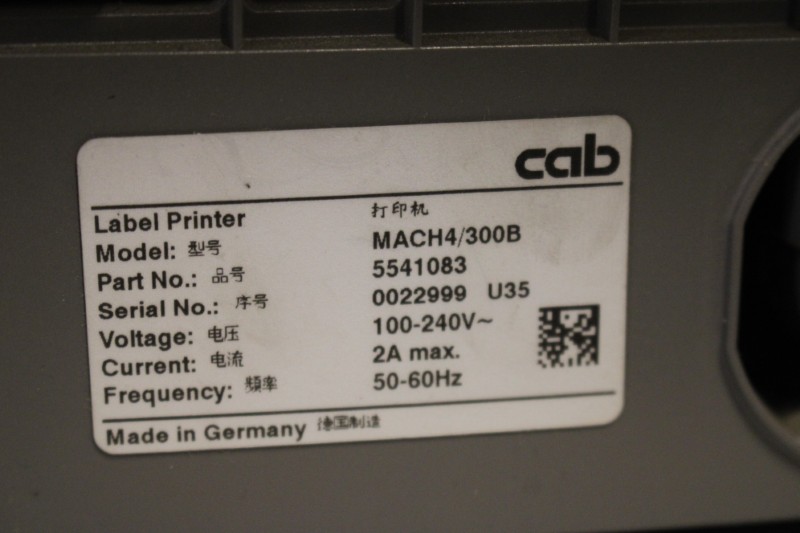 cab
Label Printer 打印机
Model: 型号 MACH4/300B
Part No.: 品号 5541083
Serial No.: 序号 0022999 U35
Voltage: 电压 100-240V~
Current: 电流 2A max.
Frequency: 频率 50-60Hz
Made in Germany 德国制造